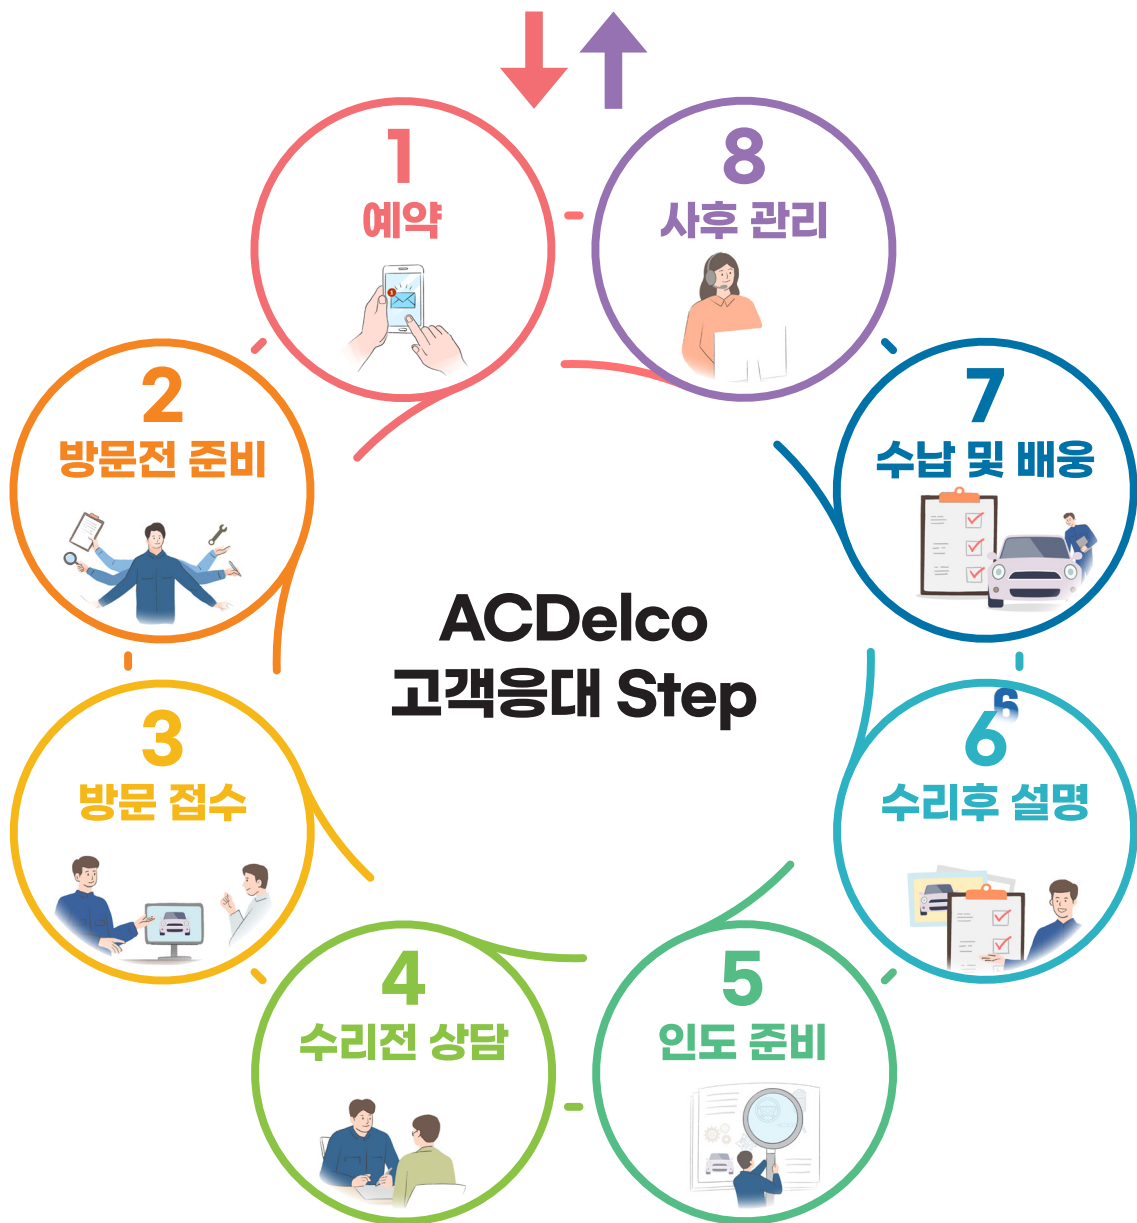 1
예약
8
사후 관리
2
방문전 준비
7
수납 및 배웅
ACDelco
고객응대 Step
3
방문 접수
6
6
수리후 설명
4
수리전 상담
5
인도 준비